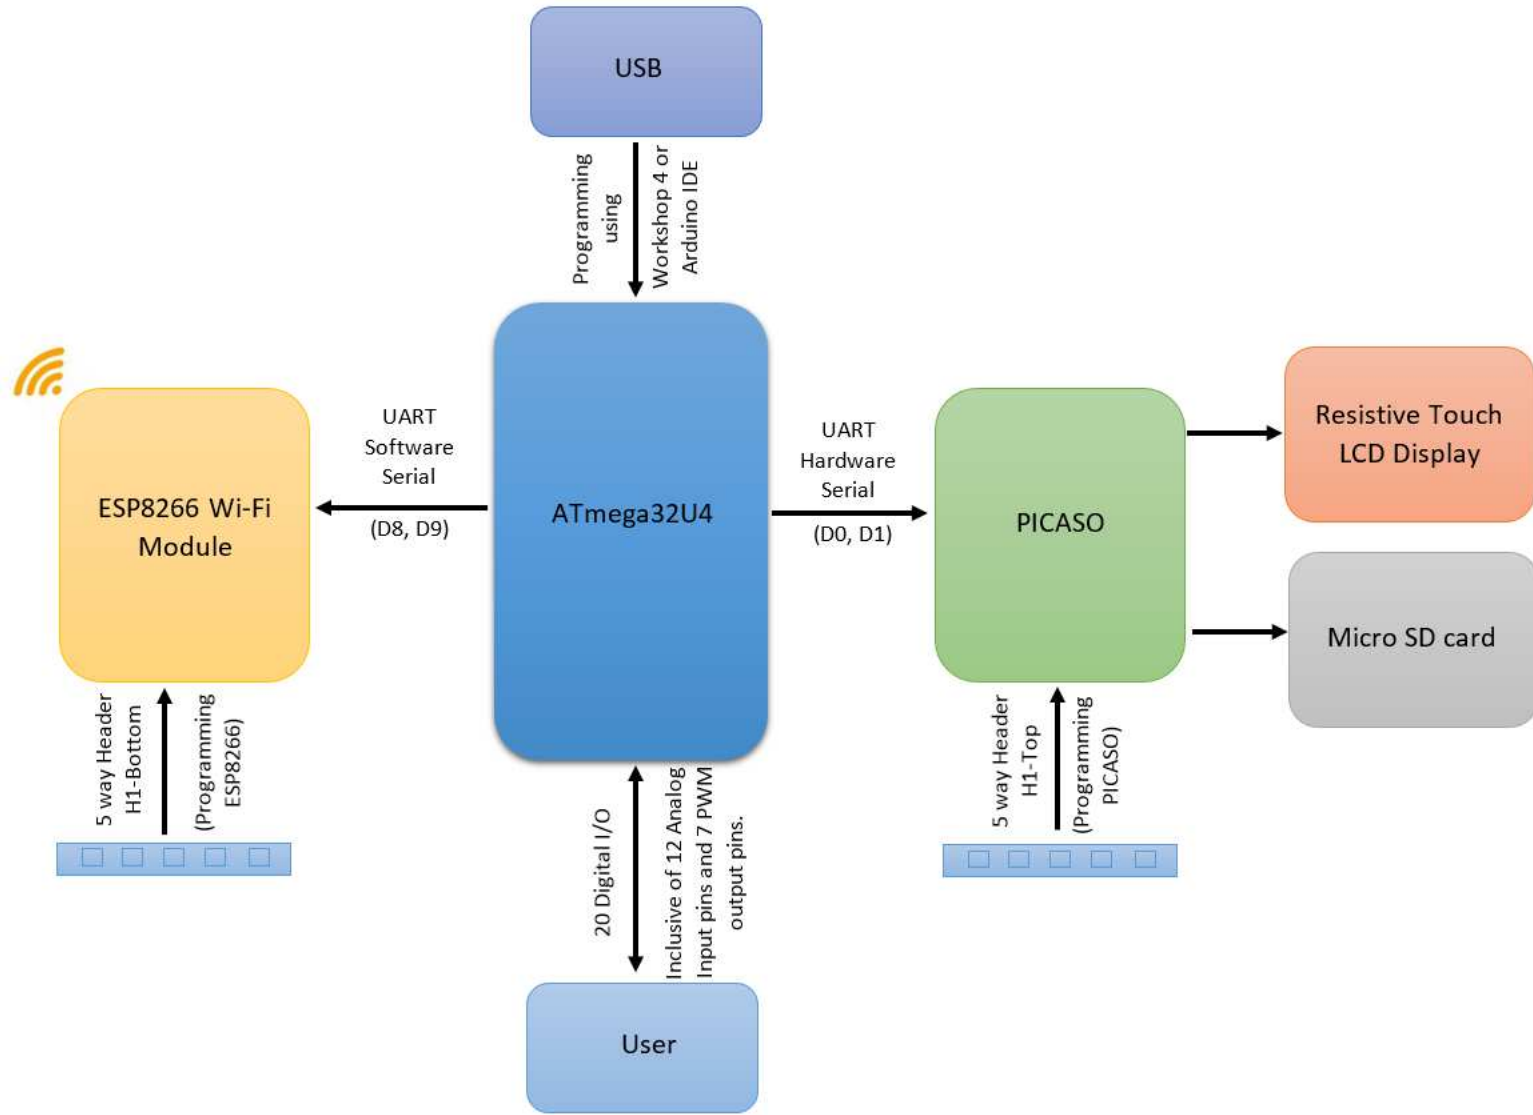 USB
Programming
using
Workshop 4 or
Arduino IDE
ESP8266 Wi-Fi
Module
UART
Software
Serial
(D8, D9)
ATmega32U4
UART
Hardware
Serial
(D0, D1)
PICASO
Resistive Touch
LCD Display
Micro SD card
5 way Header
H1-Bottom
(Programming
ESP8266)
20 Digital I/O
Inclusive of 12 Analog
Input pins and 7 PWM
output pins.
5 way Header
H1-Top
(Programming
PICASO)
User